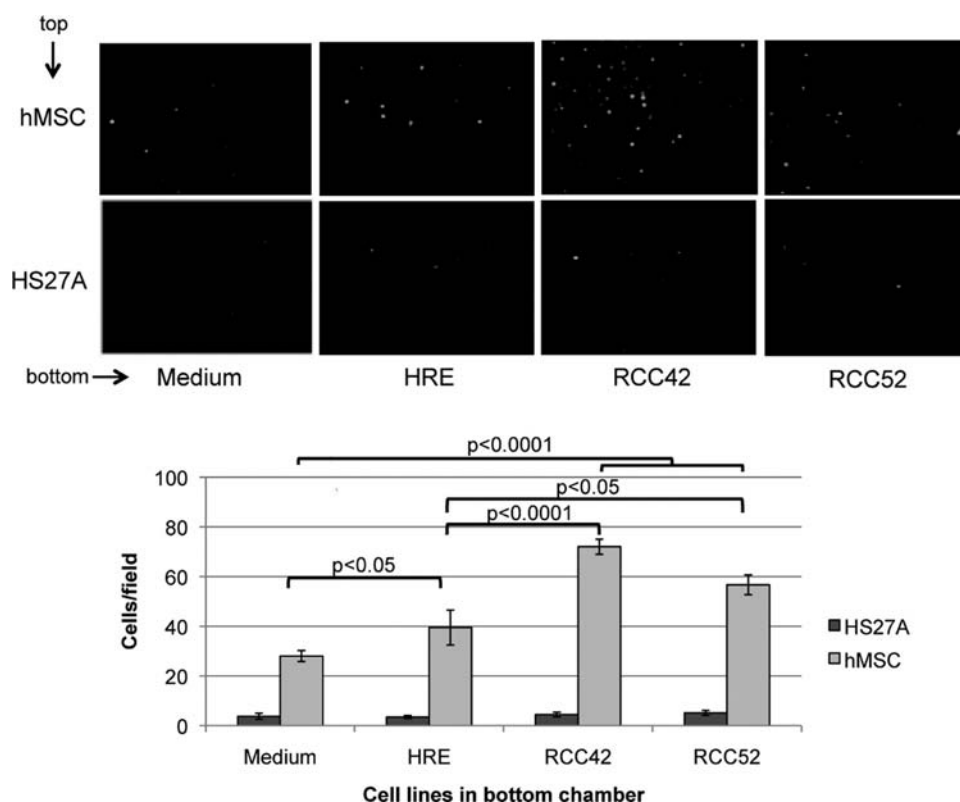 top
hMSC
HS27A
bottom
Medium HRE RCC42 RCC52
p<0.0001
p<0.05
p<0.0001
p<0.05
100
80
60
40
20
0
Cells/field
HS27A
hMSC
Medium HRE RCC42 RCC52
Cell lines in bottom chamber